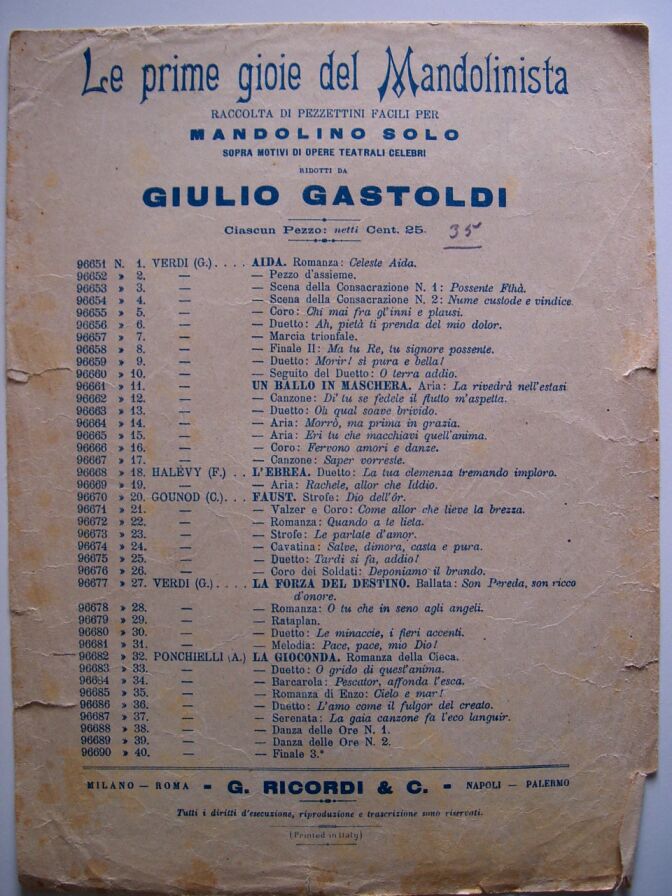 Le prime gioie del Mandolinista
RACCOLTA DI PEZZETTINI FACILI PER
MANDOLINO SOLO
SOPRA MOTIVI DI OPERE TEATRALI CELEBRI
RIDOTTI DA
GIULIO GASTOLDI
Ciascun Pezzo: netti Cent. 25.
35
96651 N. 1. VERDI (G.) . . . . AIDA. Romanza: Celeste Aida.
96652 » 2. — — Pezzo d'assieme.
96653 » 3. — — Scena della Consacrazione N. 1: Possente Fthà.
96654 » 4. — — Scena della Consacrazione N. 2: Nume custode e vindice.
96655 » 5. — — Coro: Chi mai fra gl'inni e plausi.
96656 » 6. — — Duetto: Ah, pietà ti prenda del mio dolor.
96657 » 7. — — Marcia trionfale.
96658 » 8. — — Finale II: Ma tu Re, tu signore possente.
96659 » 9. — — Duetto: Morir! sì pura e bella!
96660 » 10. — — Seguito del Duetto: O terra addio.
96661 » 11. — UN BALLO IN MASCHERA. Aria: La rivedrà nell'estasi
96662 » 12. — — Canzone: Di' tu se fedele il flutto m'aspetta.
96663 » 13. — — Duetto: Oh qual soave brivido.
96664 » 14. — — Aria: Morrò, ma prima in grazia.
96665 » 15. — — Aria: Eri tu che macchiavi quell'anima.
96666 » 16. — — Coro: Fervono amori e danze.
96667 » 17. — — Canzone: Saper vorreste.
96668 » 18. HALÉVY (F.) . . L'EBREA. Duetto: La tua clemenza tremando imploro.
96669 » 19. — — Aria: Rachele, allor che Iddio.
96670 » 20. GOUNOD (C.) . . . FAUST. Strofe: Dio dell'ôr.
96671 » 21. — — Valzer e Coro: Come allor che lieve la brezza.
96672 » 22. — — Romanza: Quando a te lieta.
96673 » 23. — — Strofe: Le parlate d'amor.
96674 » 24. — — Cavatina: Salve, dimora, casta e pura.
96675 » 25. — — Duetto: Tardi si fa, addio!
96676 » 26. — — Coro dei Soldati: Deponiamo il brando.
96677 » 27. VERDI (G.) . . . . LA FORZA DEL DESTINO. Ballata: Son Pereda, son ricco
d'onore.
96678 » 28. — — Romanza: O tu che in seno agli angeli.
96679 » 29. — — Rataplan.
96680 » 30. — — Duetto: Le minaccie, i fieri accenti.
96681 » 31. — — Melodia: Pace, pace, mio Dio!
96682 » 32. PONCHIELLI (A.) LA GIOCONDA. Romanza della Cieca.
96683 » 33. — — Duetto: O grido di quest'anima.
96684 » 34. — — Barcarola: Pescator, affonda l'esca.
96685 » 35. — — Romanza di Enzo: Cielo e mar!
96686 » 36. — — Duetto: L'amo come il fulgor del creato.
96687 » 37. — — Serenata: La gaia canzone fa l'eco languir.
96688 » 38. — — Danza delle Ore N. 1.
96689 » 39. — — Danza delle Ore N. 2.
96690 » 40. — — Finale 3.°
MILANO — ROMA - G. RICORDI & C. - NAPOLI — PALERMO
Tutti i diritti d'esecuzione, riproduzione e trascrizione sono riservati.
(Printed in Italy)